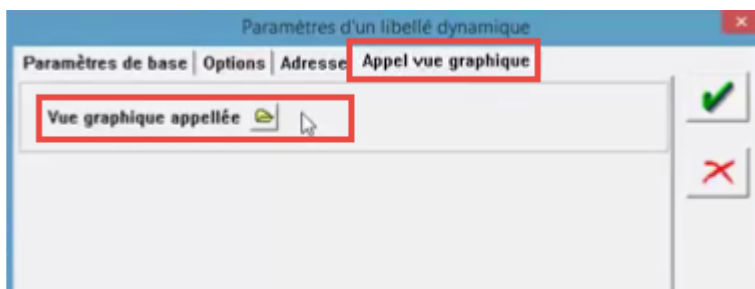 Paramètres d'un libellé dynamique
Paramètres de base Options Adresse Appel vue graphique
Vue graphique appellée